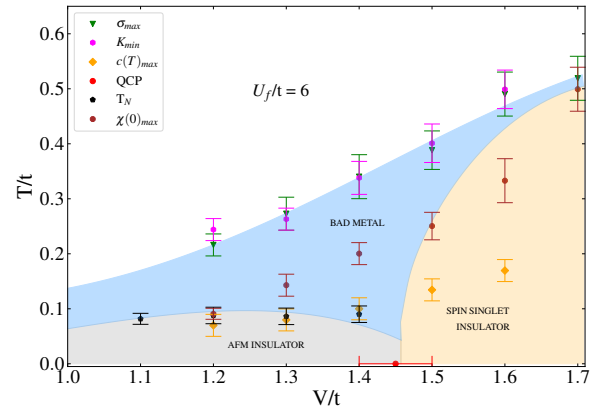 σmax
Kmin
c(T)max
QCP
TN
χ(0)max
Uf/t = 6
BAD METAL
SPIN SINGLET
INSULATOR
AFM INSULATOR
T/t
0.5
0.4
0.3
0.2
0.1
0.0
1.0 1.1 1.2 1.3 1.4 1.5 1.6 1.7
V/t